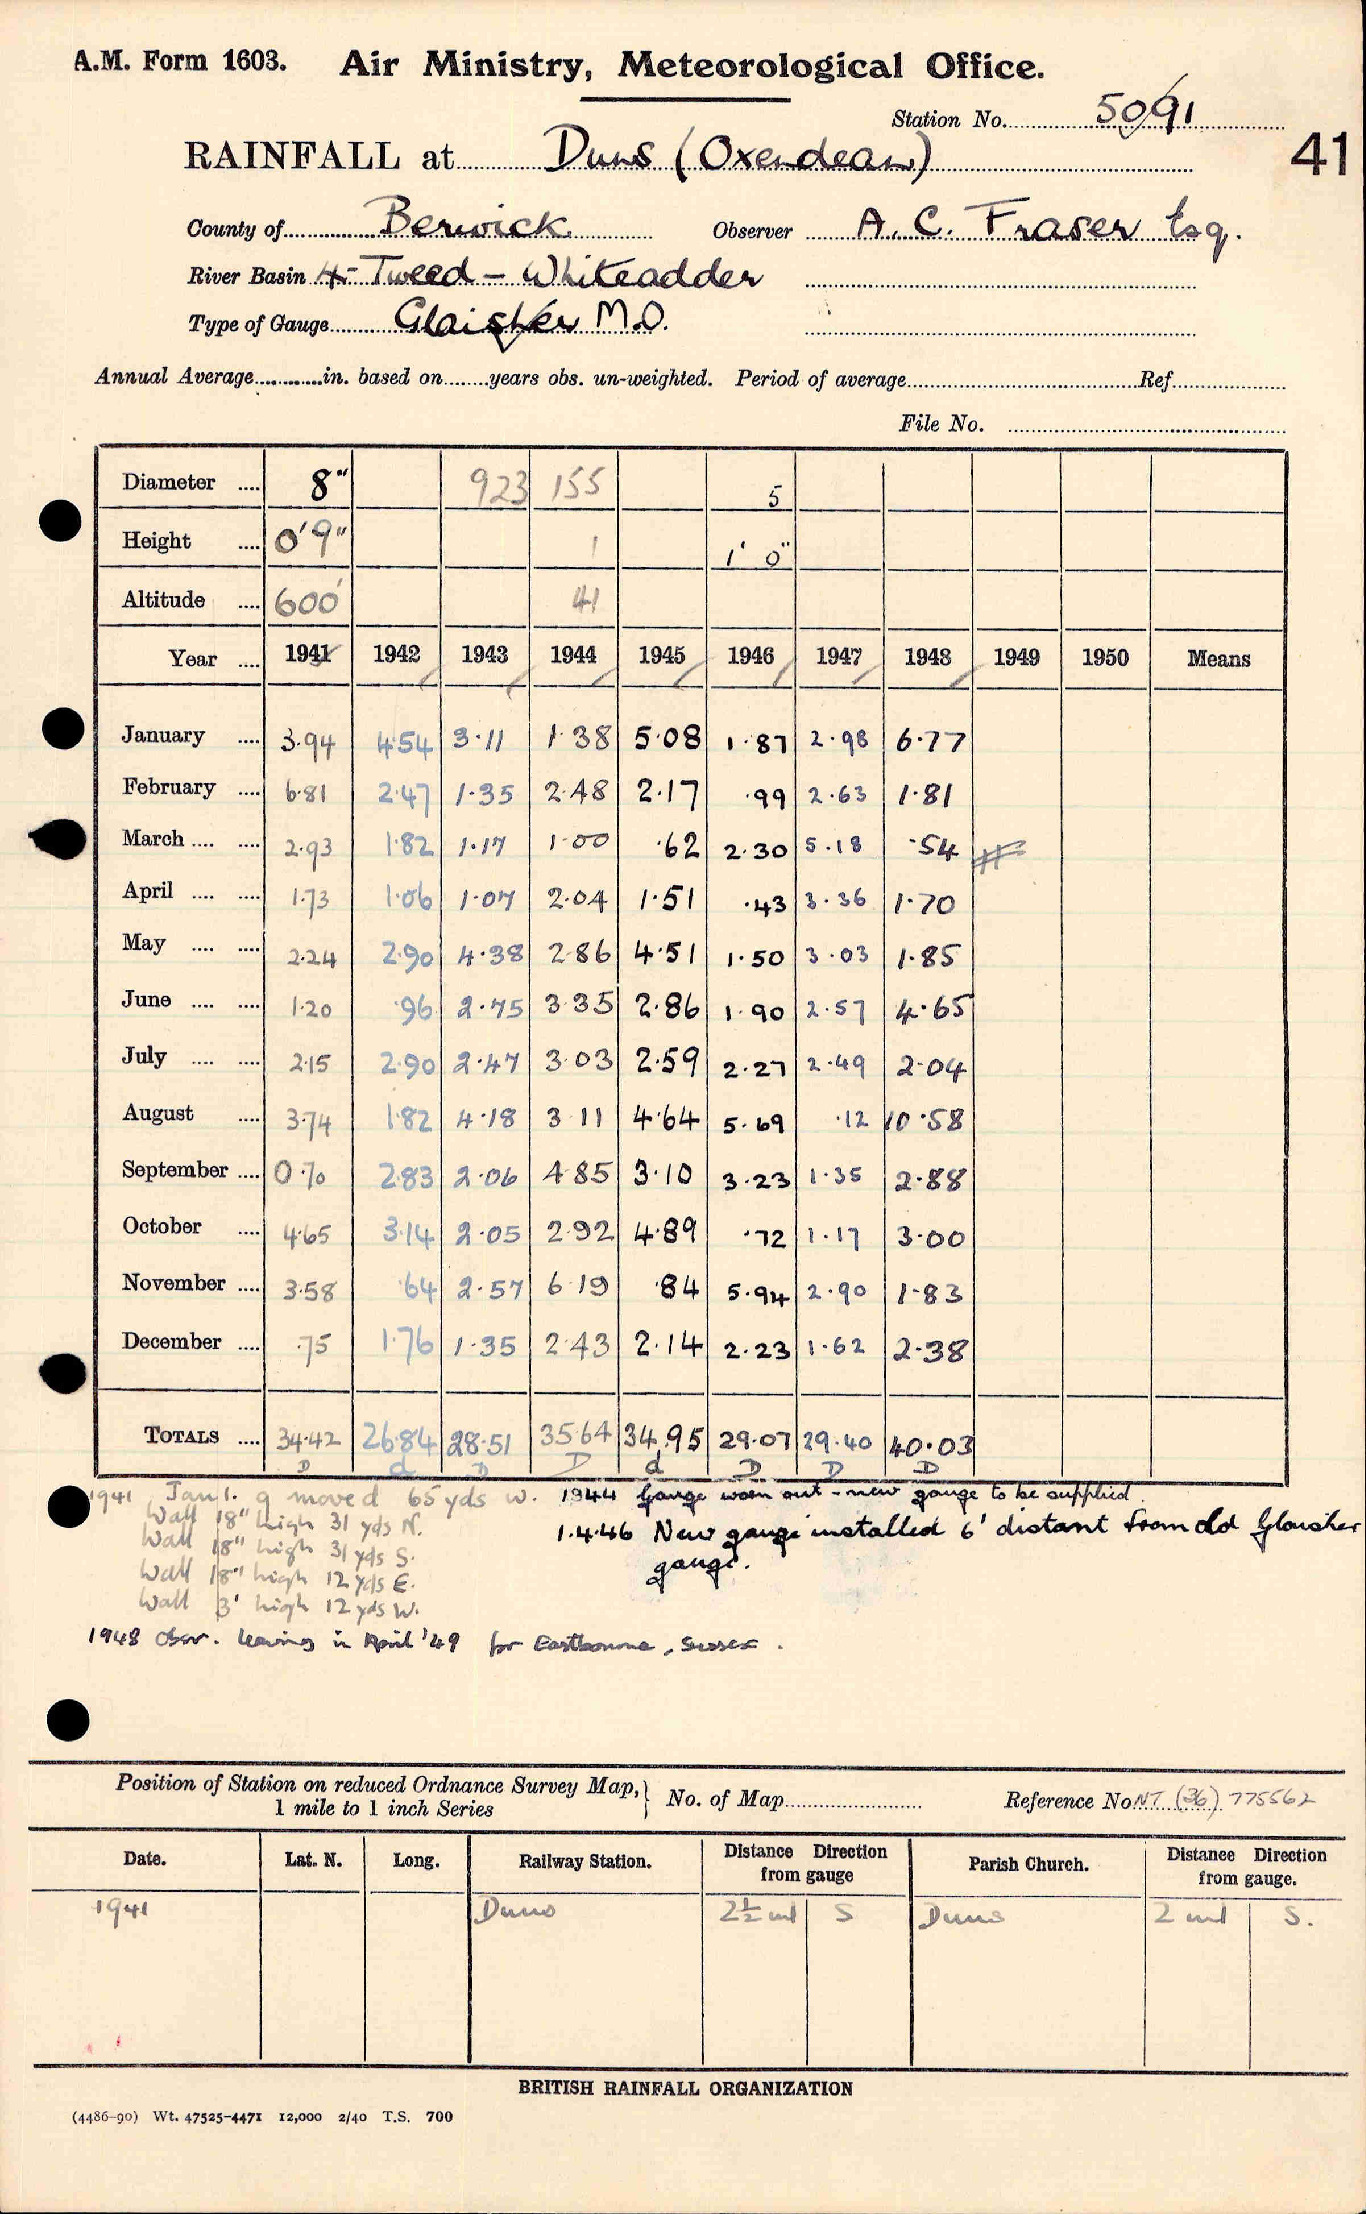 A.M. Form 1603. Air Ministry, Meteorological Office.
Station No. 5091
41
RAINFALL at Duns (Oxendean)
County of Berwick Observer A. C. Fraser Esq.
River Basin 4- Tweed - Whiteadder
Type of Gauge Glaisher M.O.
Annual Average in. based on years obs. un-weighted. Period of average Ref
File No.
Diameter 8" 923 155 5
Height 0' 9" 1 1' 0"
Altitude 600' 41
Year 1941 1942 1943 1944 1945 1946 1947 1948 1949 1950 Means
January 3.94 4.54 3.11 1.38 5.08 1.87 2.98 6.77
February 6.81 2.47 1.35 2.48 2.17 .99 2.63 1.81
March 2.93 1.82 1.17 1.00 .62 2.30 5.18 .54
April 1.73 1.06 1.07 2.04 1.51 .43 3.36 1.70
May 2.24 2.90 4.38 2.86 4.51 1.50 3.03 1.85
June 1.20 .96 2.75 3.35 2.86 1.90 2.57 4.65
July 2.15 2.90 2.47 3.03 2.59 2.27 2.49 2.04
August 3.74 1.82 4.18 3.11 4.64 5.69 .12 10.58
September 0.70 2.83 2.06 4.85 3.10 3.23 1.35 2.88
October 4.65 3.14 2.05 2.92 4.89 .72 1.17 3.00
November 3.58 .64 2.57 6.19 .84 5.94 2.90 1.83
December .75 1.76 1.35 2.43 2.14 2.23 1.62 2.38
TOTALS 34.42 26.84 28.51 35.64 34.95 29.07 29.40 40.03
D d D D d D D D
1941 Jan 1. g moved 65 yds W. 1944 Gauge worn out - new gauge to be supplied.
Wall 18" high 31 yds N. 1.4.46 New gauge installed 6' distant from old Glaisher
Wall 18" high 31 yds S. gauge.
Wall 18" high 12 yds E.
Wall 3' high 12 yds W.
1948 Obsr. leaving in April '49 for Eastbourne, Sussex.
Position of Station on reduced Ordnance Survey Map, No. of Map Reference No. NT (36) 775562
1 mile to 1 inch Series
Date. Lat. N. Long. Railway Station. Distance Direction from gauge Parish Church. Distance Direction from gauge.
1941 Duns 2½ ml S Duns 2 ml S.
BRITISH RAINFALL ORGANIZATION
(4486-90) Wt. 47525-4471 12,000 2/40 T.S. 700